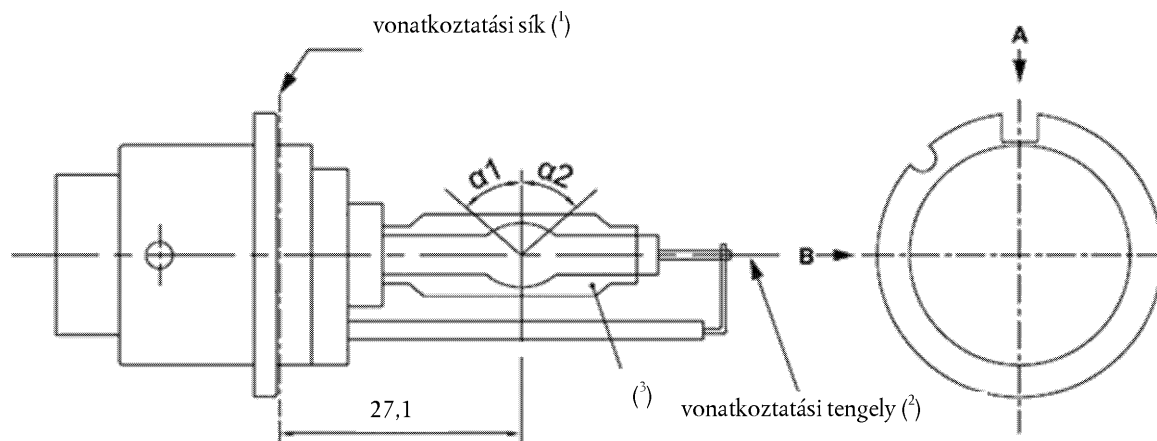 vonatkoztatási sík (¹)
A
α1 α2
B
(³)
vonatkoztatási tengely (²)
27,1